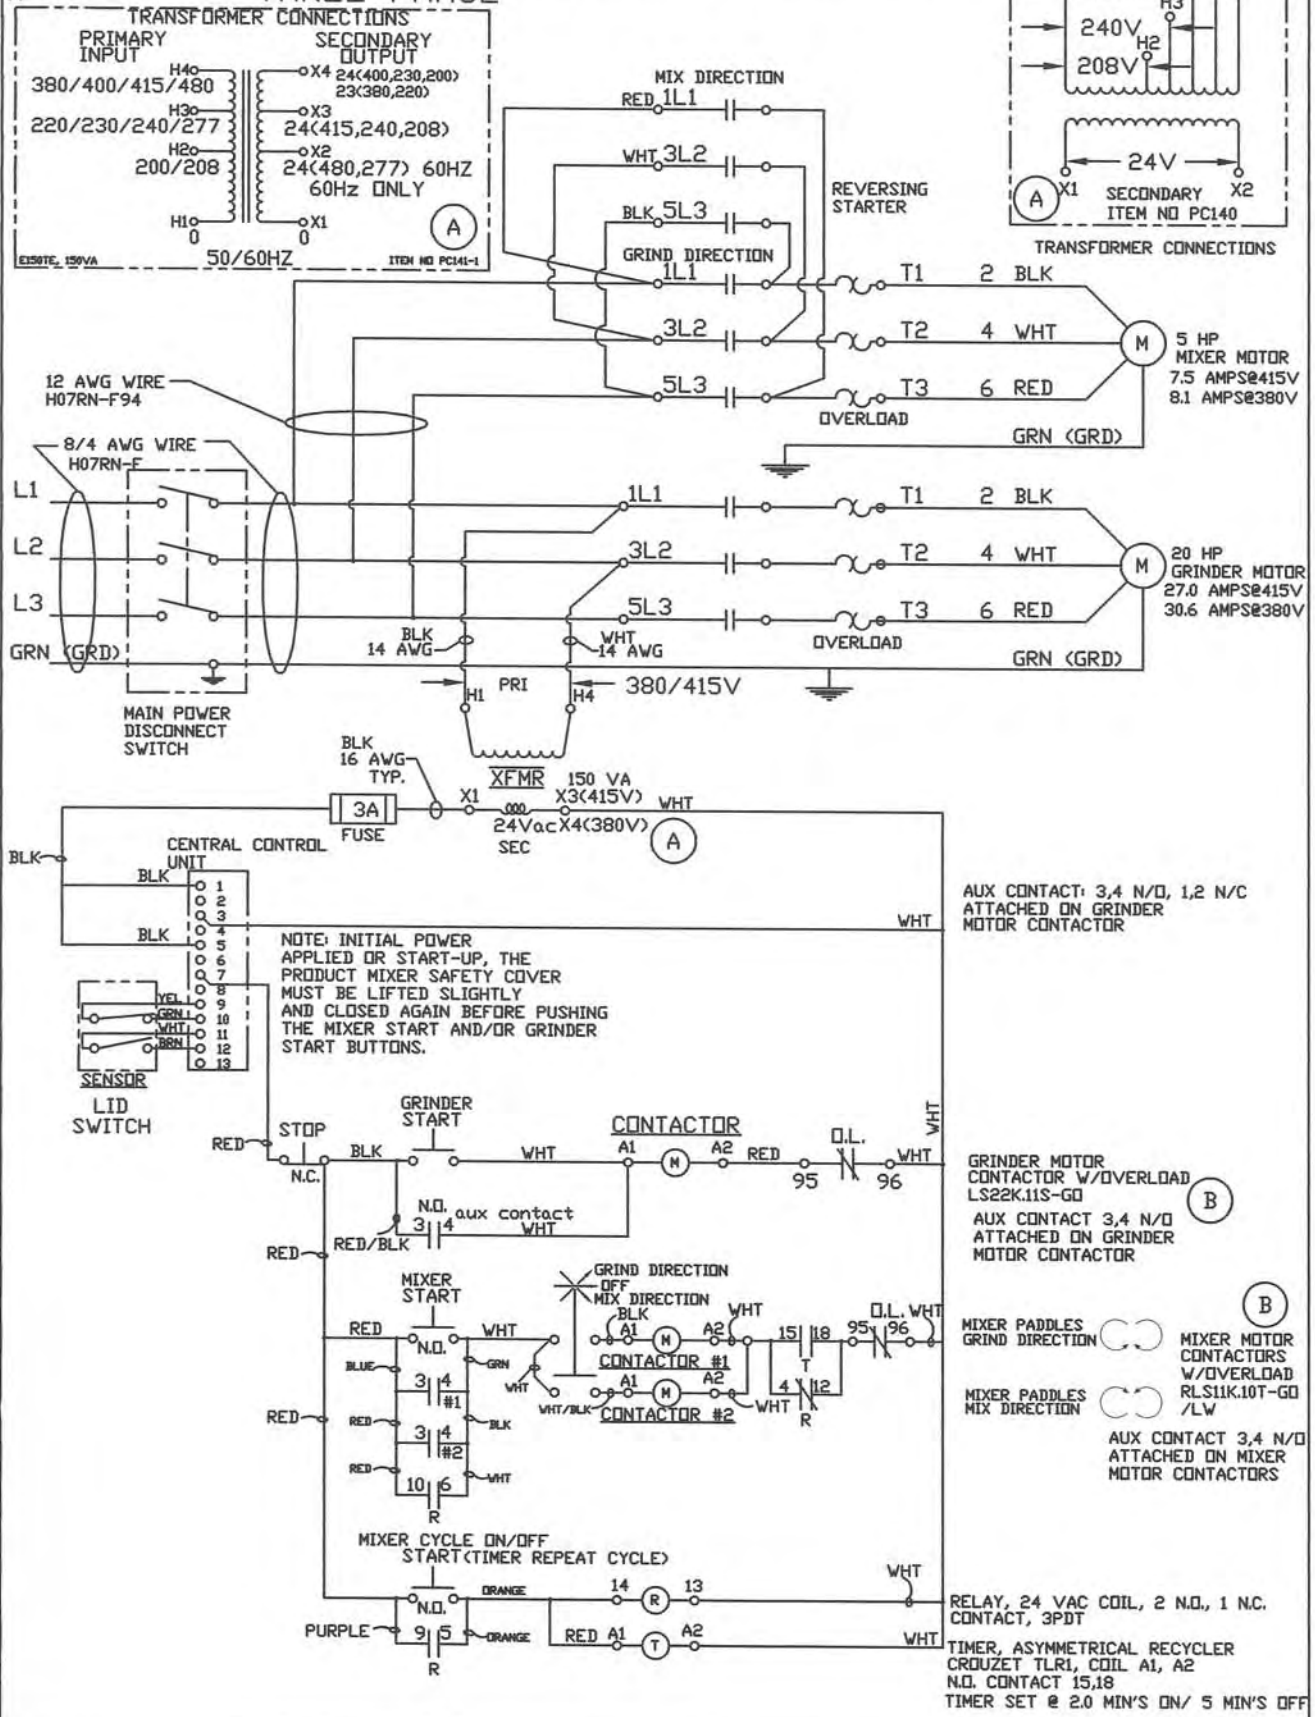 TRANSFORMER CONNECTIONS
PRIMARY INPUT
SECONDARY OUTPUT
H4
380/400/415/480
X4 24(400,230,200)
23(380,220)
H3
220/230/240/277
X3
24(415,240,208)
H2
200/208
X2
24(480,277) 60HZ
60Hz ONLY
H1
0
X1
0
A
E150TE, 150VA
50/60HZ
ITEM NO PC141-1
H3
240V
H2
208V
24V
X1
X2
A
SECONDARY
ITEM NO PC140
TRANSFORMER CONNECTIONS
MIX DIRECTION
RED 1L1
WHT 3L2
BLK 5L3
REVERSING
STARTER
GRIND DIRECTION
1L1
T1 2 BLK
3L2
T2 4 WHT
5L3
T3 6 RED
OVERLOAD
GRN (GRD)
M
5 HP
MIXER MOTOR
7.5 AMPS@415V
8.1 AMPS@380V
12 AWG WIRE
H07RN-F94
8/4 AWG WIRE
H07RN-F
L1
L2
L3
GRN (GRD)
MAIN POWER
DISCONNECT
SWITCH
1L1
T1 2 BLK
3L2
T2 4 WHT
5L3
T3 6 RED
OVERLOAD
GRN (GRD)
M
20 HP
GRINDER MOTOR
27.0 AMPS@415V
30.6 AMPS@380V
BLK
14 AWG
WHT
14 AWG
H1
PRI
H4
380/415V
BLK
16 AWG
TYP.
XFMR
150 VA
X1
X3(415V)
WHT
3A
FUSE
24Vac
X4(380V)
SEC
A
BLK
CENTRAL CONTROL
UNIT
BLK
BLK
1
2
3
4
5
6
7
8
9
10
11
12
13
WHT
AUX CONTACT: 3,4 N/O, 1,2 N/C
ATTACHED ON GRINDER
MOTOR CONTACTOR
NOTE: INITIAL POWER
APPLIED OR START-UP, THE
PRODUCT MIXER SAFETY COVER
MUST BE LIFTED SLIGHTLY
AND CLOSED AGAIN BEFORE PUSHING
THE MIXER START AND/OR GRINDER
START BUTTONS.
YEL
GRN
WHT
BRN
SENSOR
LID
SWITCH
WHT
RED
STOP
N.C.
BLK
GRINDER
START
WHT
CONTACTOR
A1
M
A2
RED
95
O.L.
96
WHT
N.O.
aux contact
3 4
WHT
RED/BLK
GRINDER MOTOR
CONTACTOR W/OVERLOAD
LS22K.11S-GO
B
AUX CONTACT 3,4 N/O
ATTACHED ON GRINDER
MOTOR CONTACTOR
RED
MIXER
START
RED
N.O.
WHT
GRIND DIRECTION
OFF
MIX DIRECTION
BLK
A1
M
A2
WHT
CONTACTOR #1
15 18
T
95
O.L.
96
WHT
BLUE
3 4
#1
GRN
WHT
A1
M
A2
WHT/BLK
CONTACTOR #2
WHT
4 12
R
RED
RED
3 4
#2
BLK
RED
10 6
R
WHT
B
MIXER PADDLES
GRIND DIRECTION
MIXER PADDLES
MIX DIRECTION
MIXER MOTOR
CONTACTORS
W/OVERLOAD
RLS11K.10T-GO
/LW
AUX CONTACT 3,4 N/O
ATTACHED ON MIXER
MOTOR CONTACTORS
MIXER CYCLE ON/OFF
START(TIMER REPEAT CYCLE)
N.O.
ORANGE
14
R
13
WHT
PURPLE
9 5
R
ORANGE
RED
A1
T
A2
WHT
RELAY, 24 VAC COIL, 2 N.O., 1 N.C.
CONTACT, 3PDT
TIMER, ASYMMETRICAL RECYCLER
CROUZET TLR1, COIL A1, A2
N.O. CONTACT 15,18
TIMER SET @ 2.0 MIN'S ON/ 5 MIN'S OFF